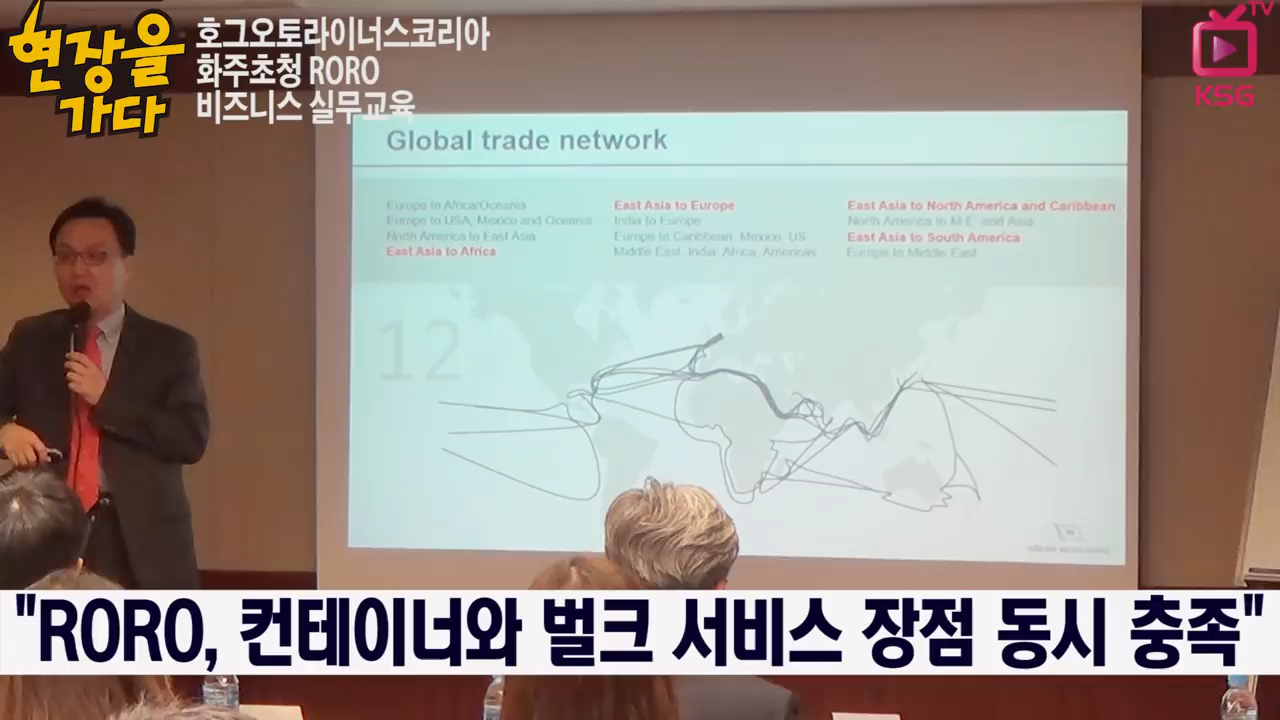 현장을
가다
호그오토라이너스코리아
화주초청 RORO
비즈니스 실무교육
TV
KSG
Global trade network
Europe to Africa/Oceania
Europe to USA, Mexico and Oceania
North America to East Asia
East Asia to Africa
East Asia to Europe
India to Europe
Europe to Caribbean, Mexico, US
Middle East, India, Africa, Americas
East Asia to North America and Caribbean
North America to M.E. and Asia
East Asia to South America
Europe to Middle East
12
HÖEGH AUTOLINERS
"RORO, 컨테이너와 벌크 서비스 장점 동시 충족"